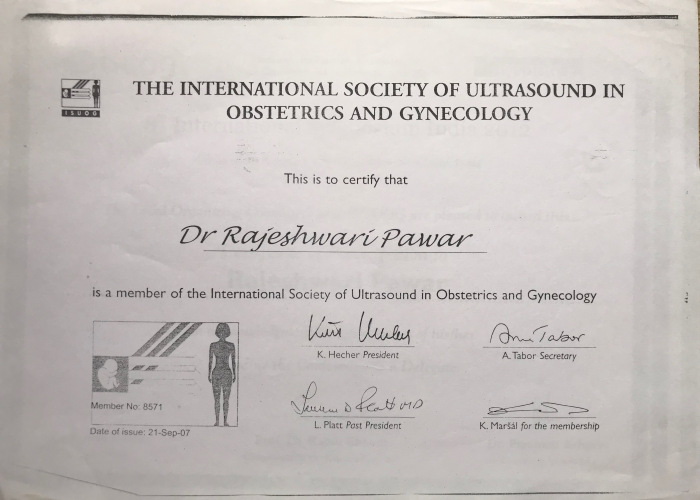 THE INTERNATIONAL SOCIETY OF ULTRASOUND IN
OBSTETRICS AND GYNECOLOGY
ISUOG
This is to certify that
Dr Rajeshwari Pawar
is a member of the International Society of Ultrasound in Obstetrics and Gynecology
K. Hecher President
A. Tabor Secretary
Member No: 8571
L. Platt Past President
K. Maršál for the membership
Date of issue: 21-Sep-07